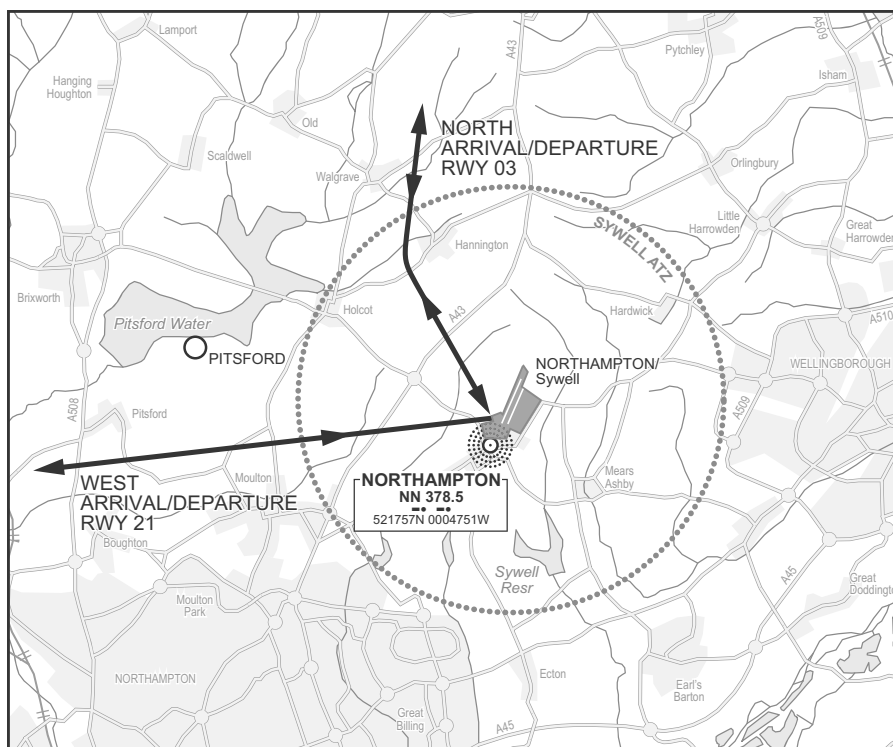 Lamport
A43
A509
Pytchley
Hanging
Houghton
Isham
Old
NORTH
ARRIVAL/DEPARTURE
RWY 03
Scaldwell
Walgrave
Orlingbury
Little
Harrowden
Great
Harrowden
SYWELL ATZ
Hannington
Brixworth
Holcot
A43
Hardwick
A510
Pitsford Water
PITSFORD
NORTHAMPTON/
Sywell
WELLINGBOROUGH
A508
Pitsford
A509
WEST
ARRIVAL/DEPARTURE
RWY 21
Moulton
NORTHAMPTON
NN 378.5
521757N 0004751W
Mears
Ashby
Boughton
Sywell
Resr
A45
Great
Doddington
Moulton
Park
NORTHAMPTON
Ecton
Earl's
Barton
Great
Billing
A45